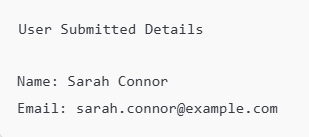 User Submitted Details
Name: Sarah Connor
Email: sarah.connor@example.com